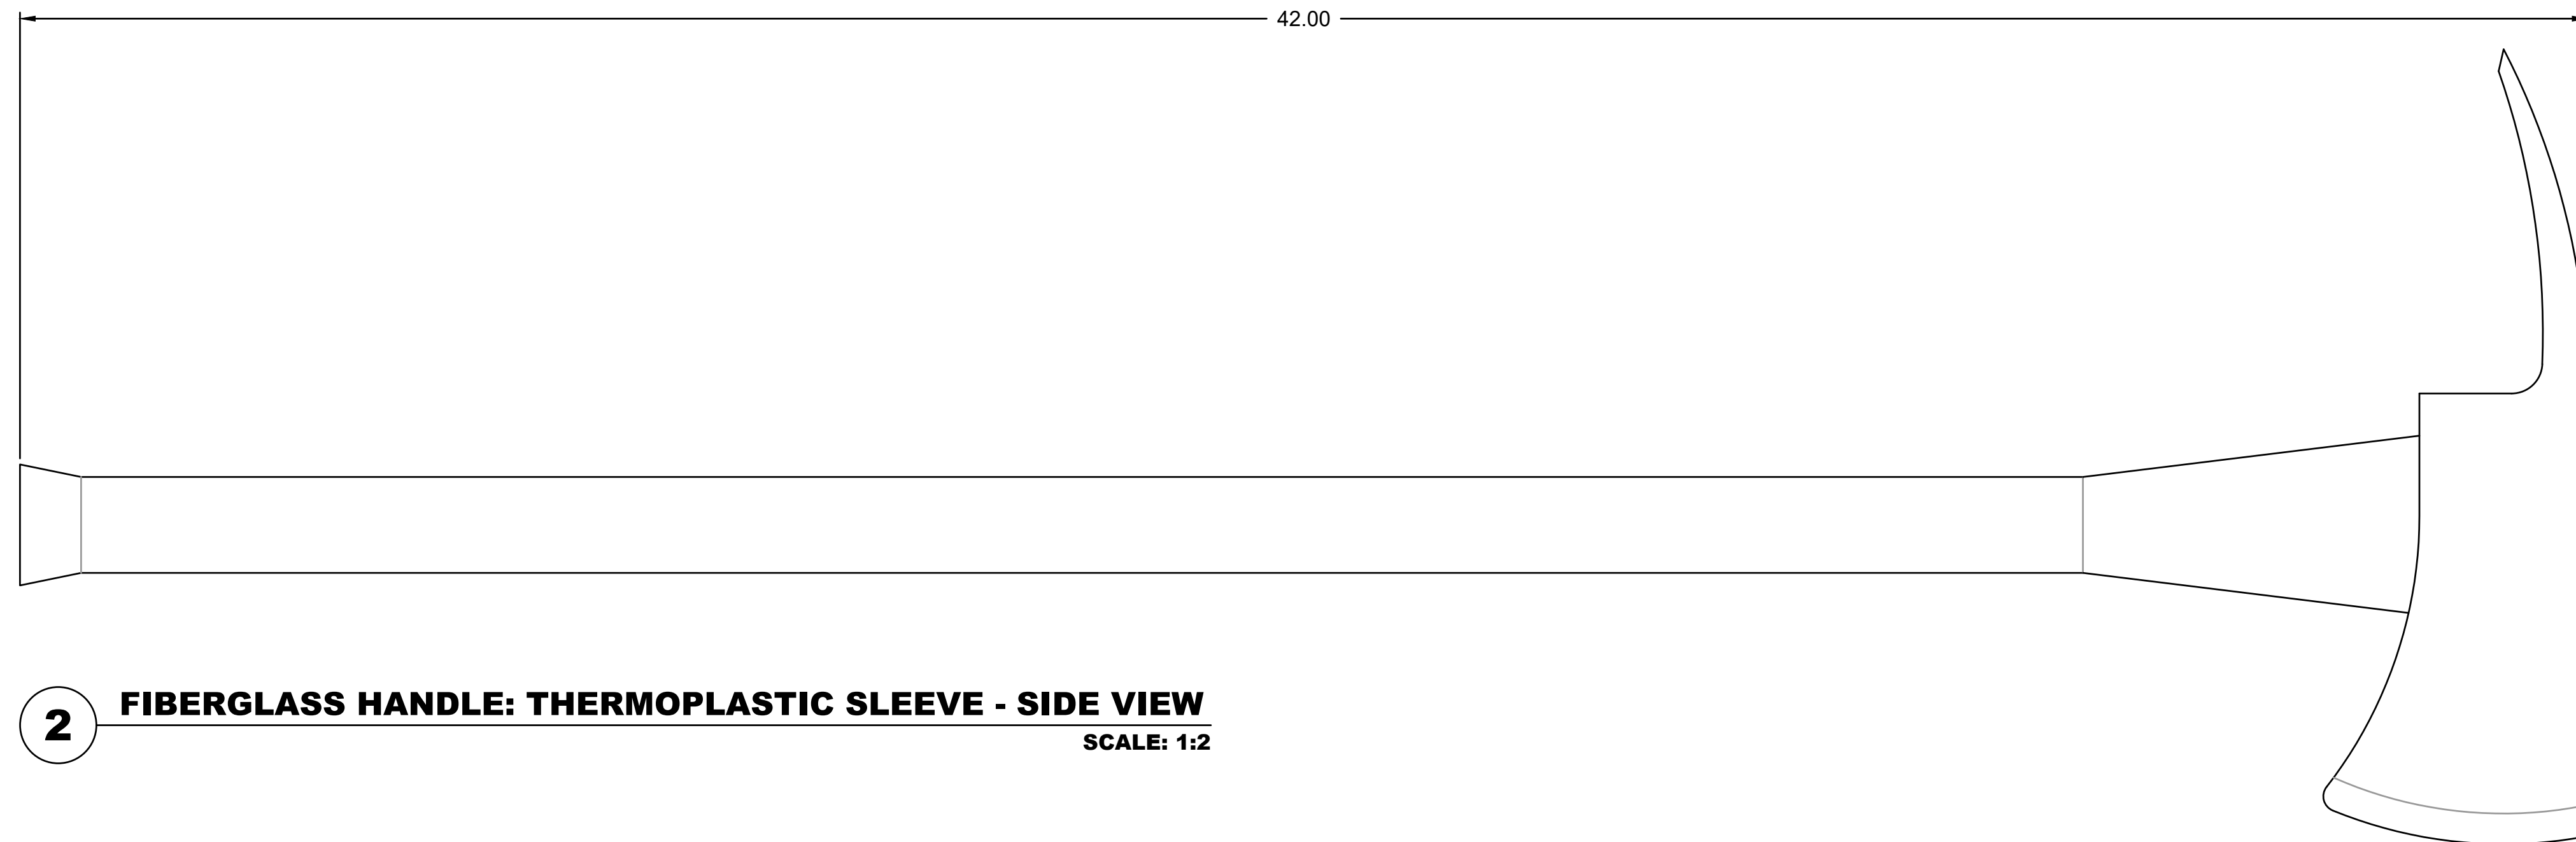 42.00
2
FIBERGLASS HANDLE: THERMOPLASTIC SLEEVE - SIDE VIEW
SCALE: 1:2